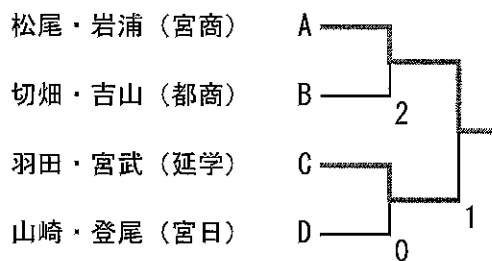 松尾・岩浦（宮商） A
切畑・吉山（都商） B
2
羽田・宮武（延学） C
1
山崎・登尾（宮日） D
0